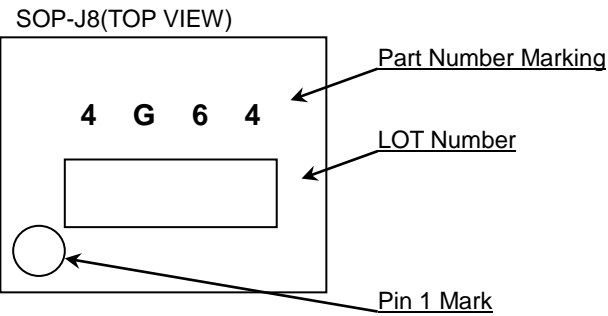 SOP-J8(TOP VIEW)
Part Number Marking
4 G 6 4
LOT Number
Pin 1 Mark